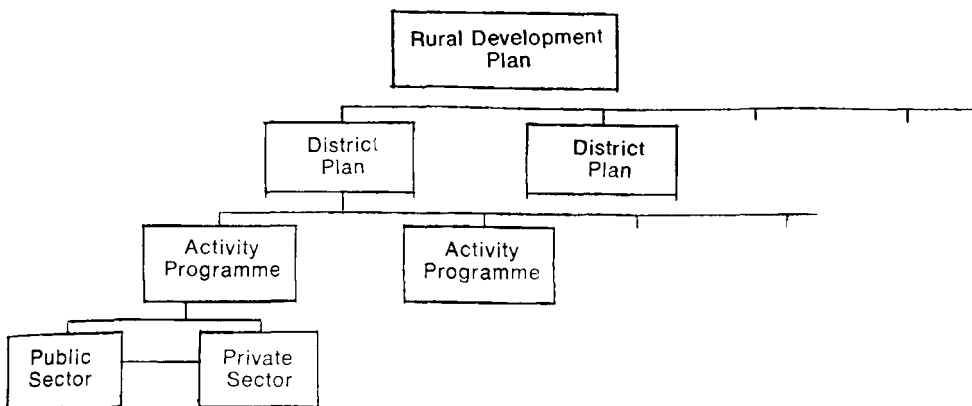 Rural Development
Plan
District
Plan
District
Plan
Activity
Programme
Activity
Programme
Public
Sector
Private
Sector